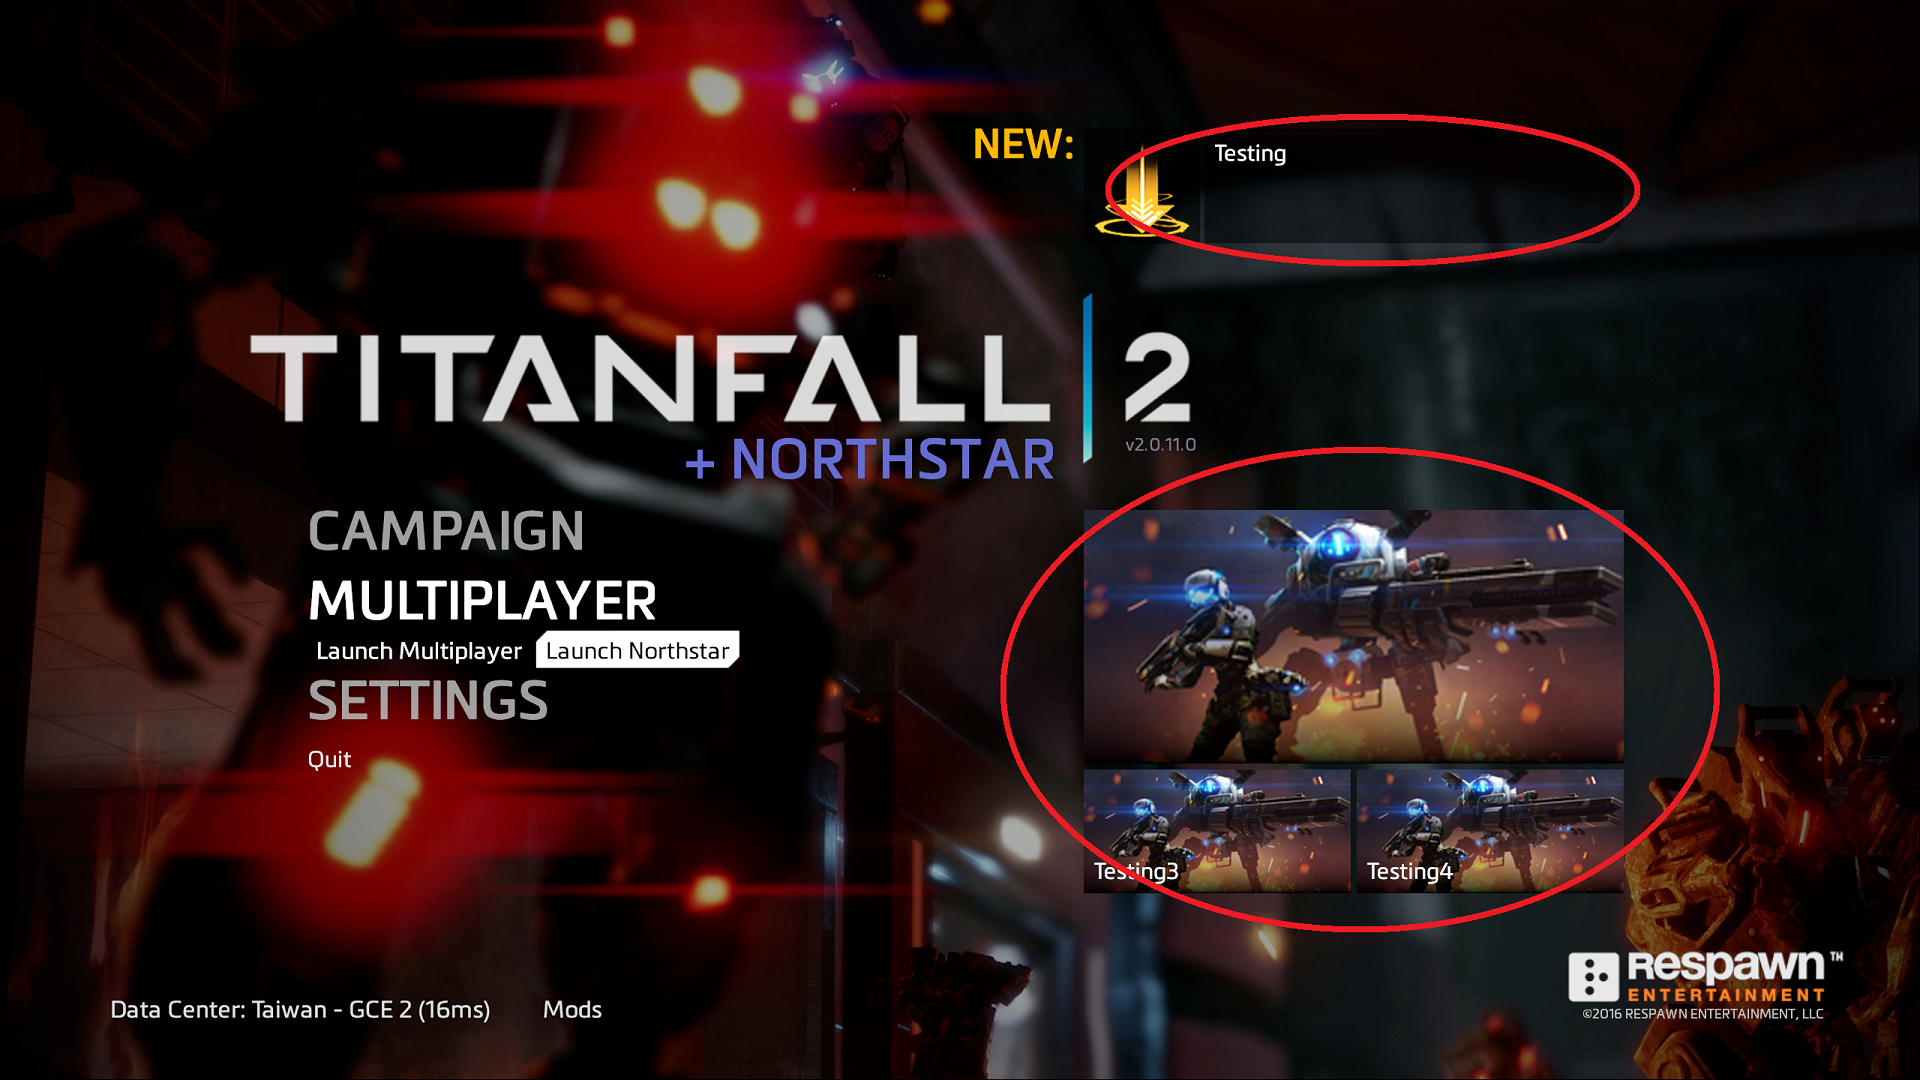 NEW:
Testing
TITANFALL 2
+ NORTHSTAR
v2.0.11.0
CAMPAIGN
MULTIPLAYER
Launch Multiplayer Launch Northstar
SETTINGS
Quit
Testing3 Testing4
Data Center: Taiwan - GCE 2 (16ms) Mods
Respawn™
ENTERTAINMENT
©2016 RESPAWN ENTERTAINMENT, LLC